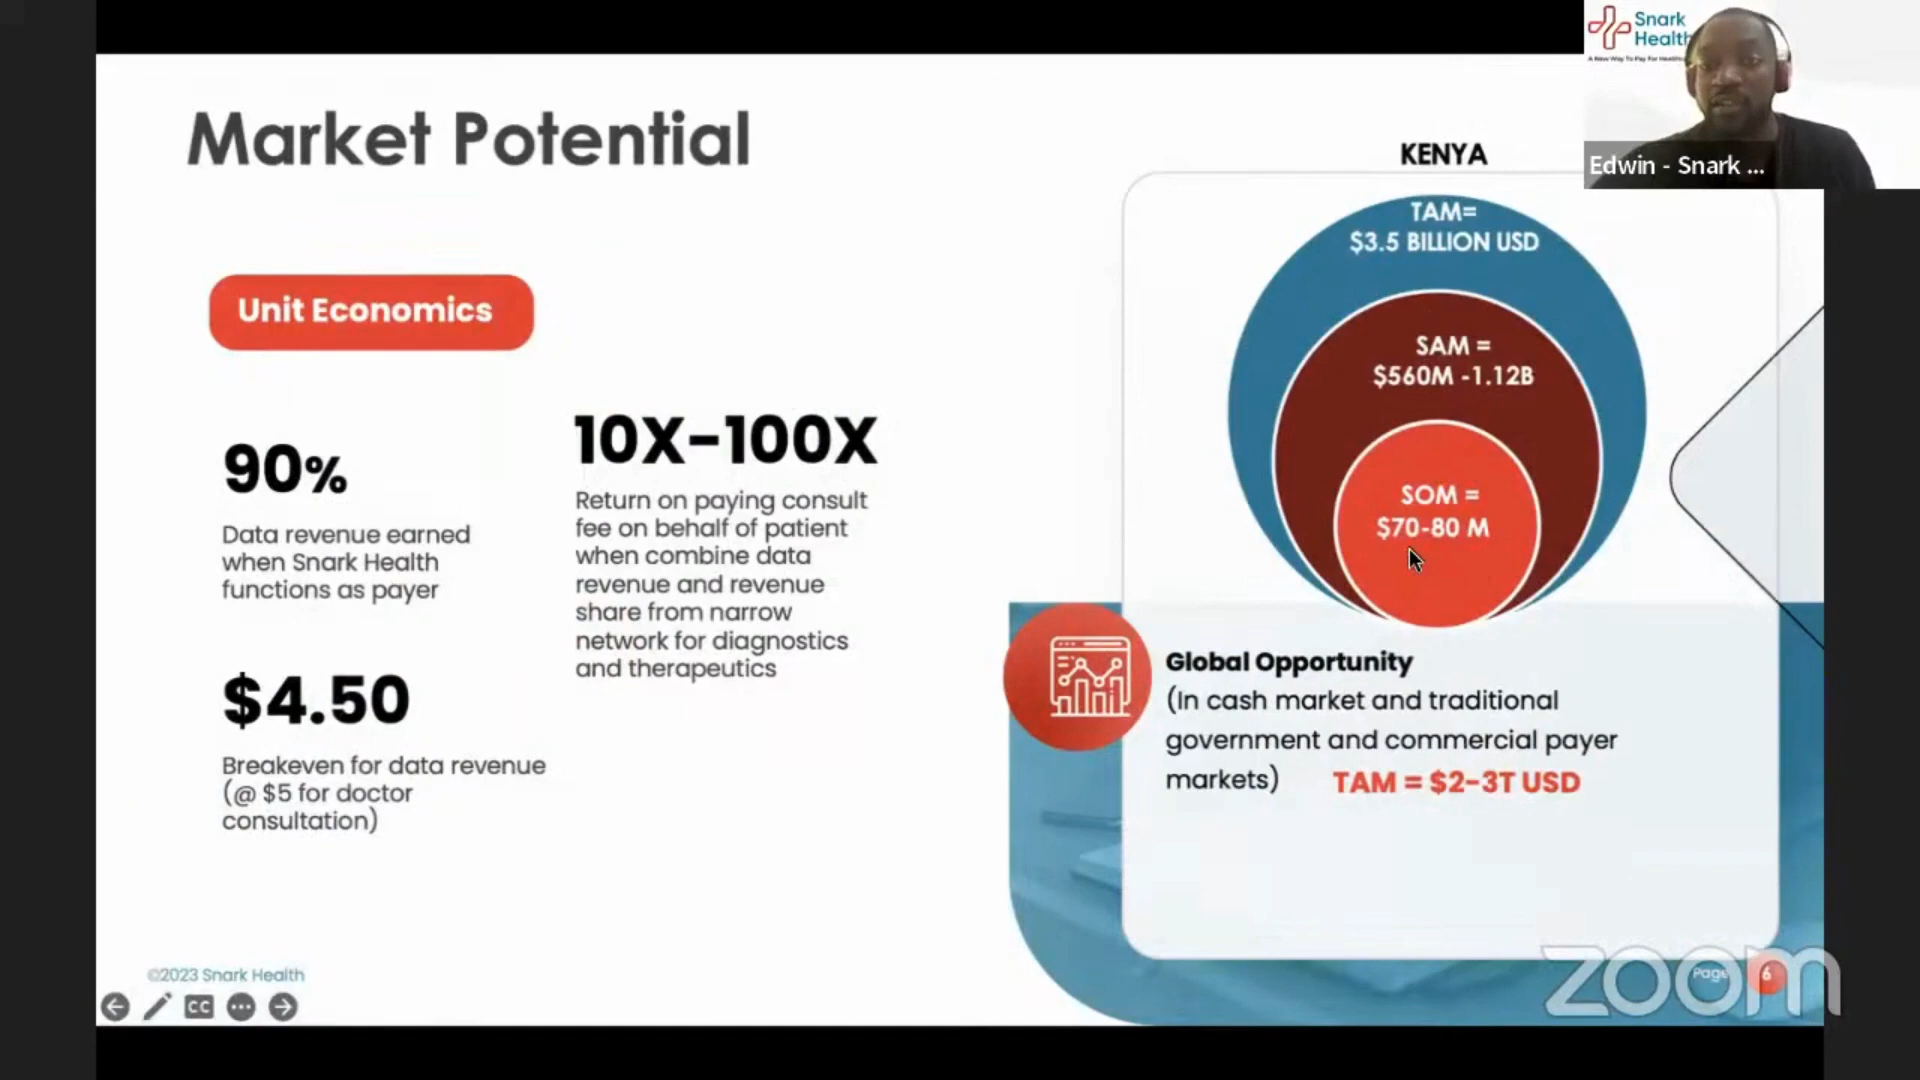 Market Potential
Unit Economics
90%
Data revenue earned
when Snark Health
functions as payer
$4.50
Breakeven for data revenue
(@ $5 for doctor
consultation)
10X-100X
Return on paying consult
fee on behalf of patient
when combine data
revenue and revenue
share from narrow
network for diagnostics
and therapeutics
KENYA
TAM=
$3.5 BILLION USD
SAM =
$560M -1.12B
SOM =
$70-80 M
Global Opportunity
(In cash market and traditional
government and commercial payer
markets) TAM = $2-3T USD
©2023 Snark Health
CC
Page 6
zoom
Snark
Health
A New Way To Pay For
Edwin - Snark ...